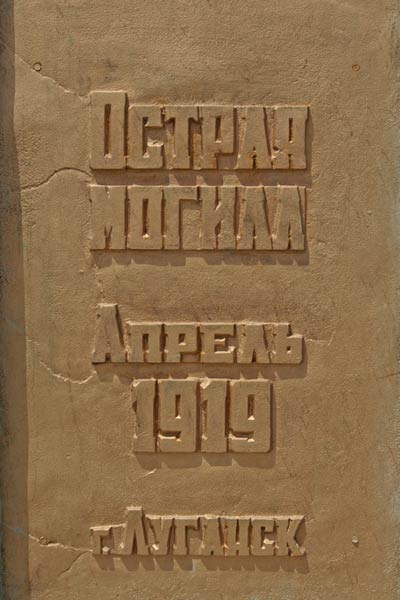 Острая
могила
Апрель
1919
г. Луганск